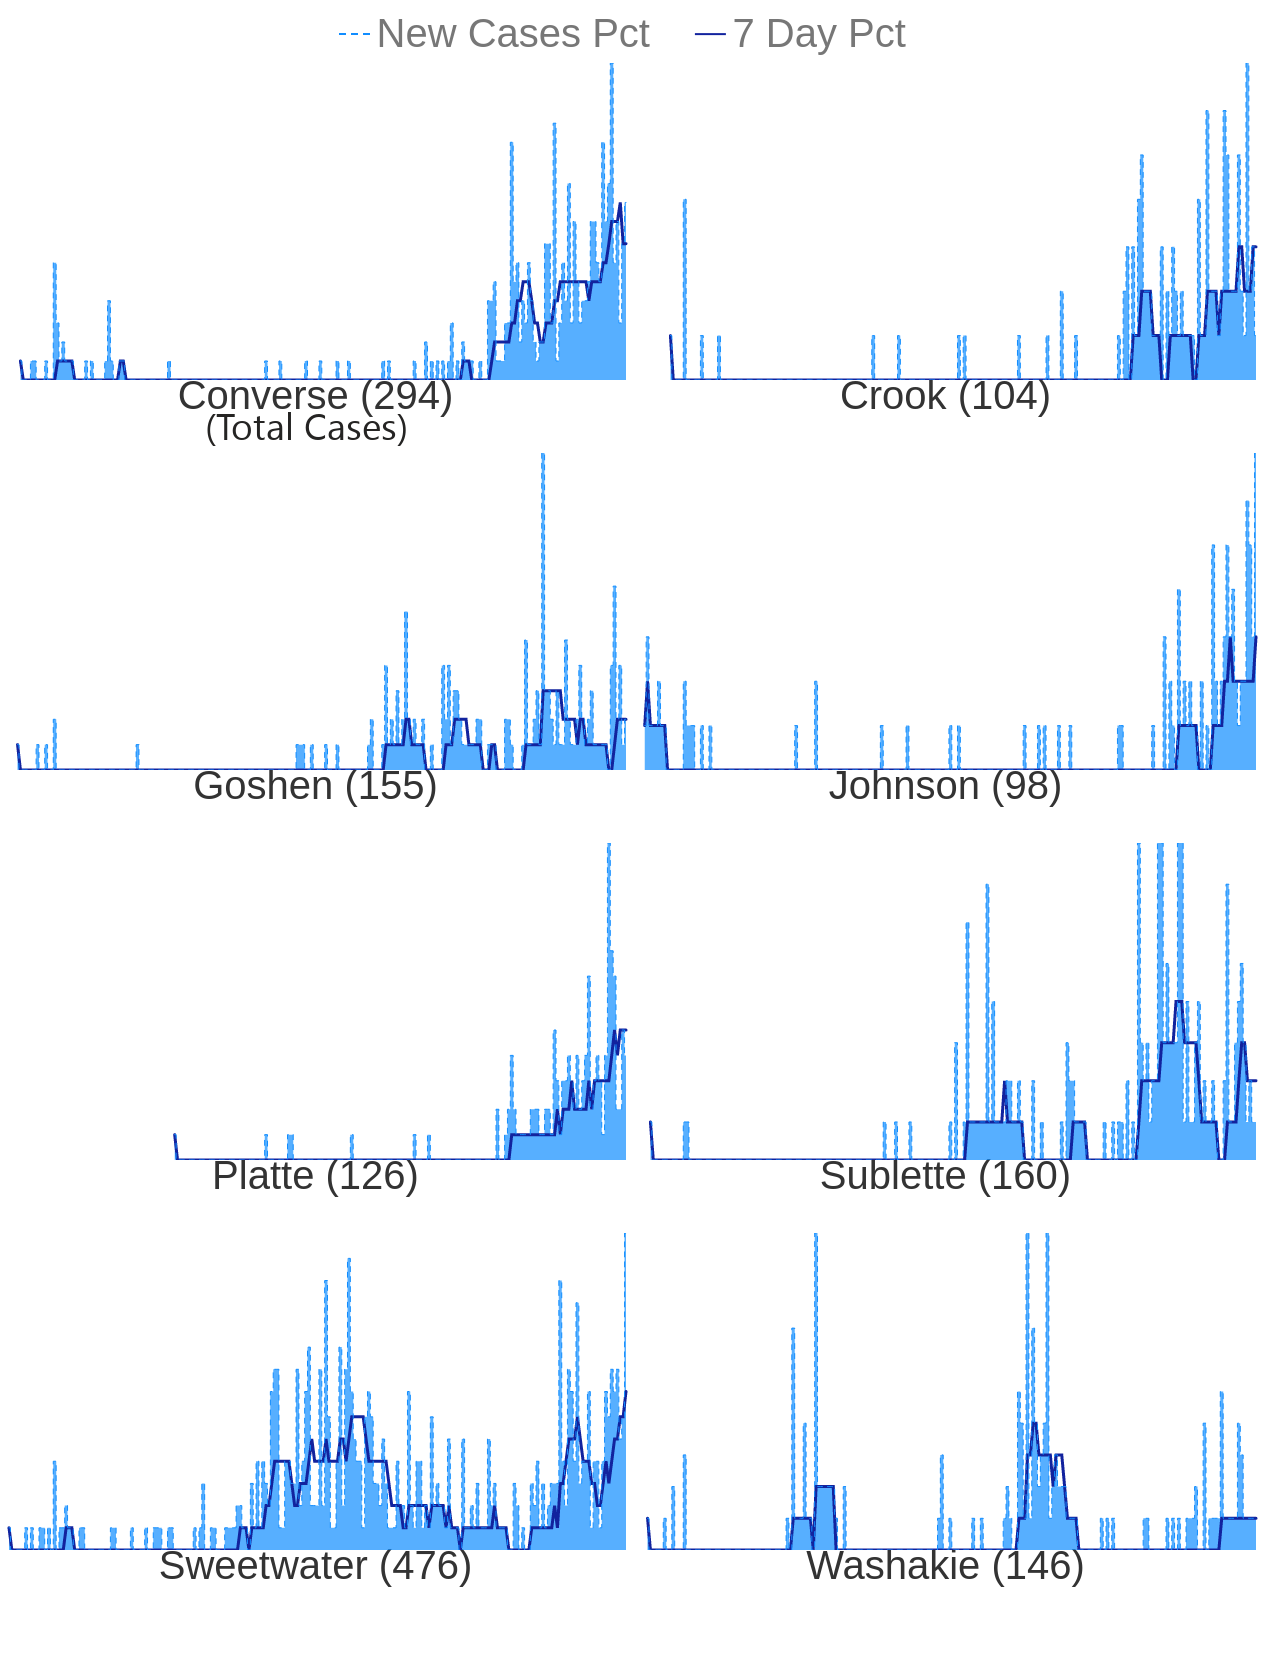 New Cases Pct 7 Day Pct
Converse (294) Crook (104)
(Total Cases)
Goshen (155) Johnson (98)
Platte (126) Sublette (160)
Sweetwater (476) Washakie (146)